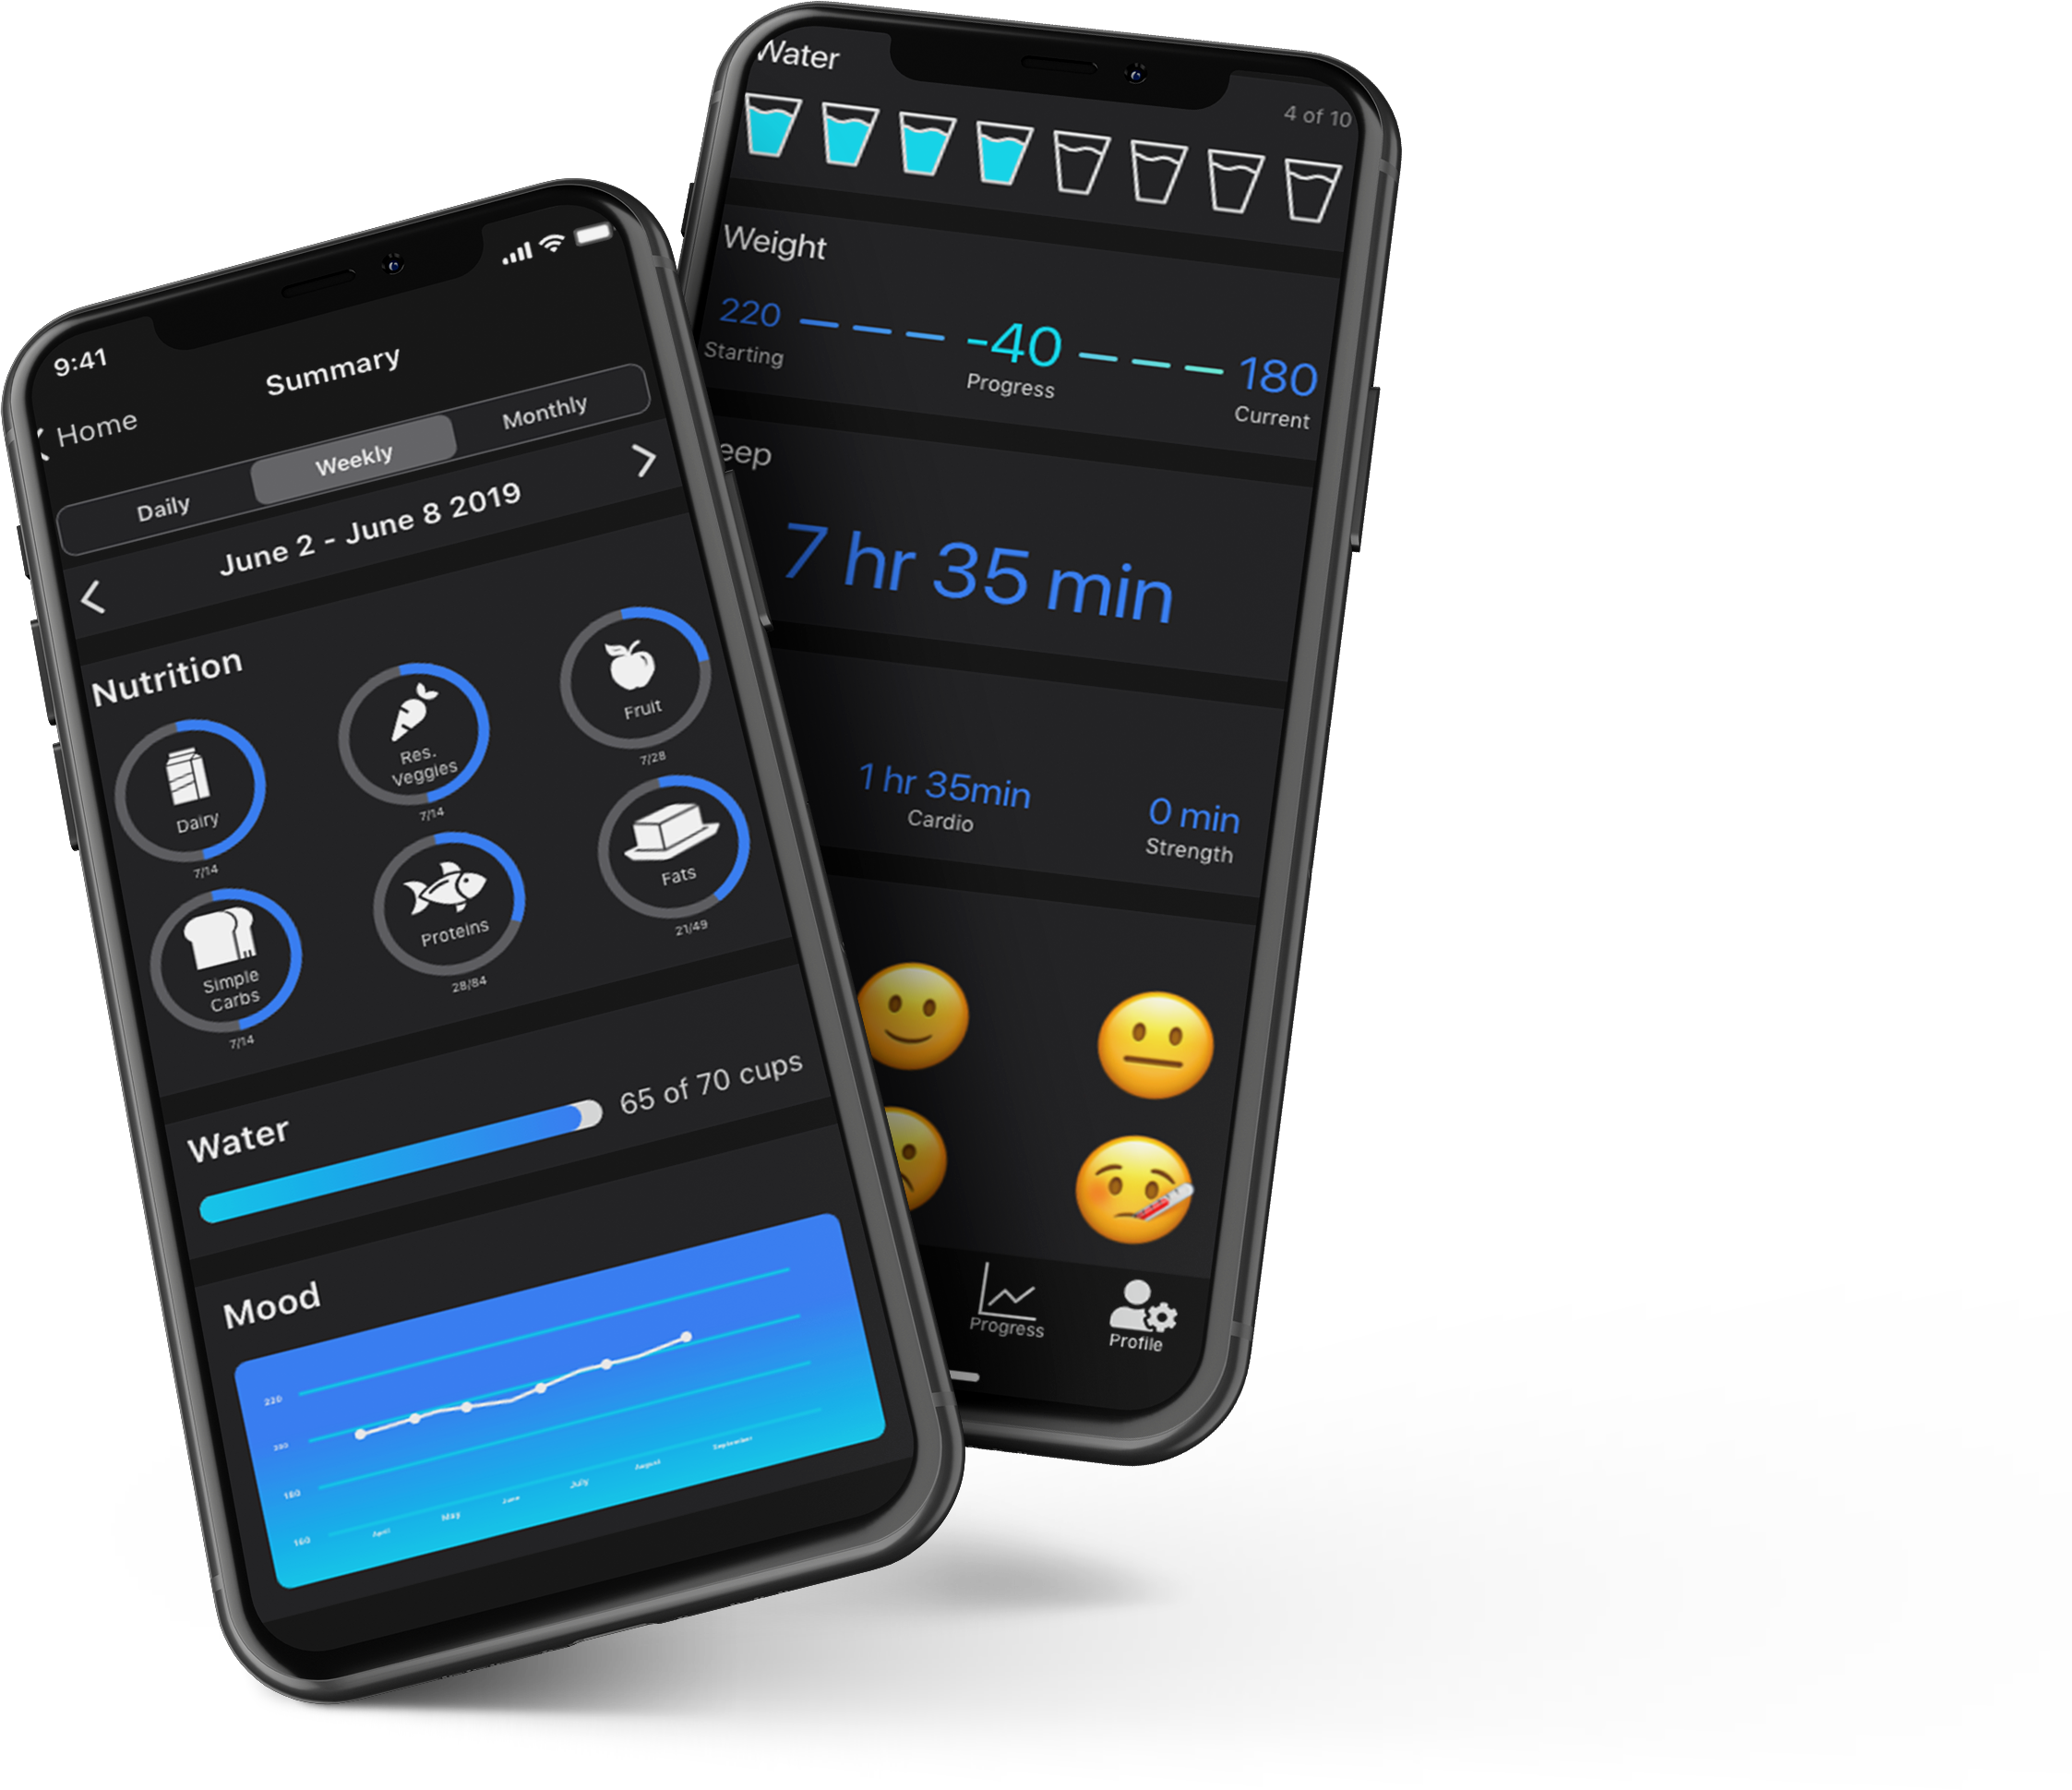 9:41
Summary
Home
Daily
Weekly
Monthly
June 2 - June 8 2019
Nutrition
Dairy
7/14
Res.
Veggies
7/14
Fruit
7/28
Simple
Carbs
7/14
Proteins
28/84
Fats
21/49
Water
65 of 70 cups
Mood
220
180
160
April
May
June
July
August
September
Water
4 of 10
Weight
220
Starting
-40
Progress
180
Current
eep
7 hr 35 min
1 hr 35min
Cardio
0 min
Strength
Progress
Profile